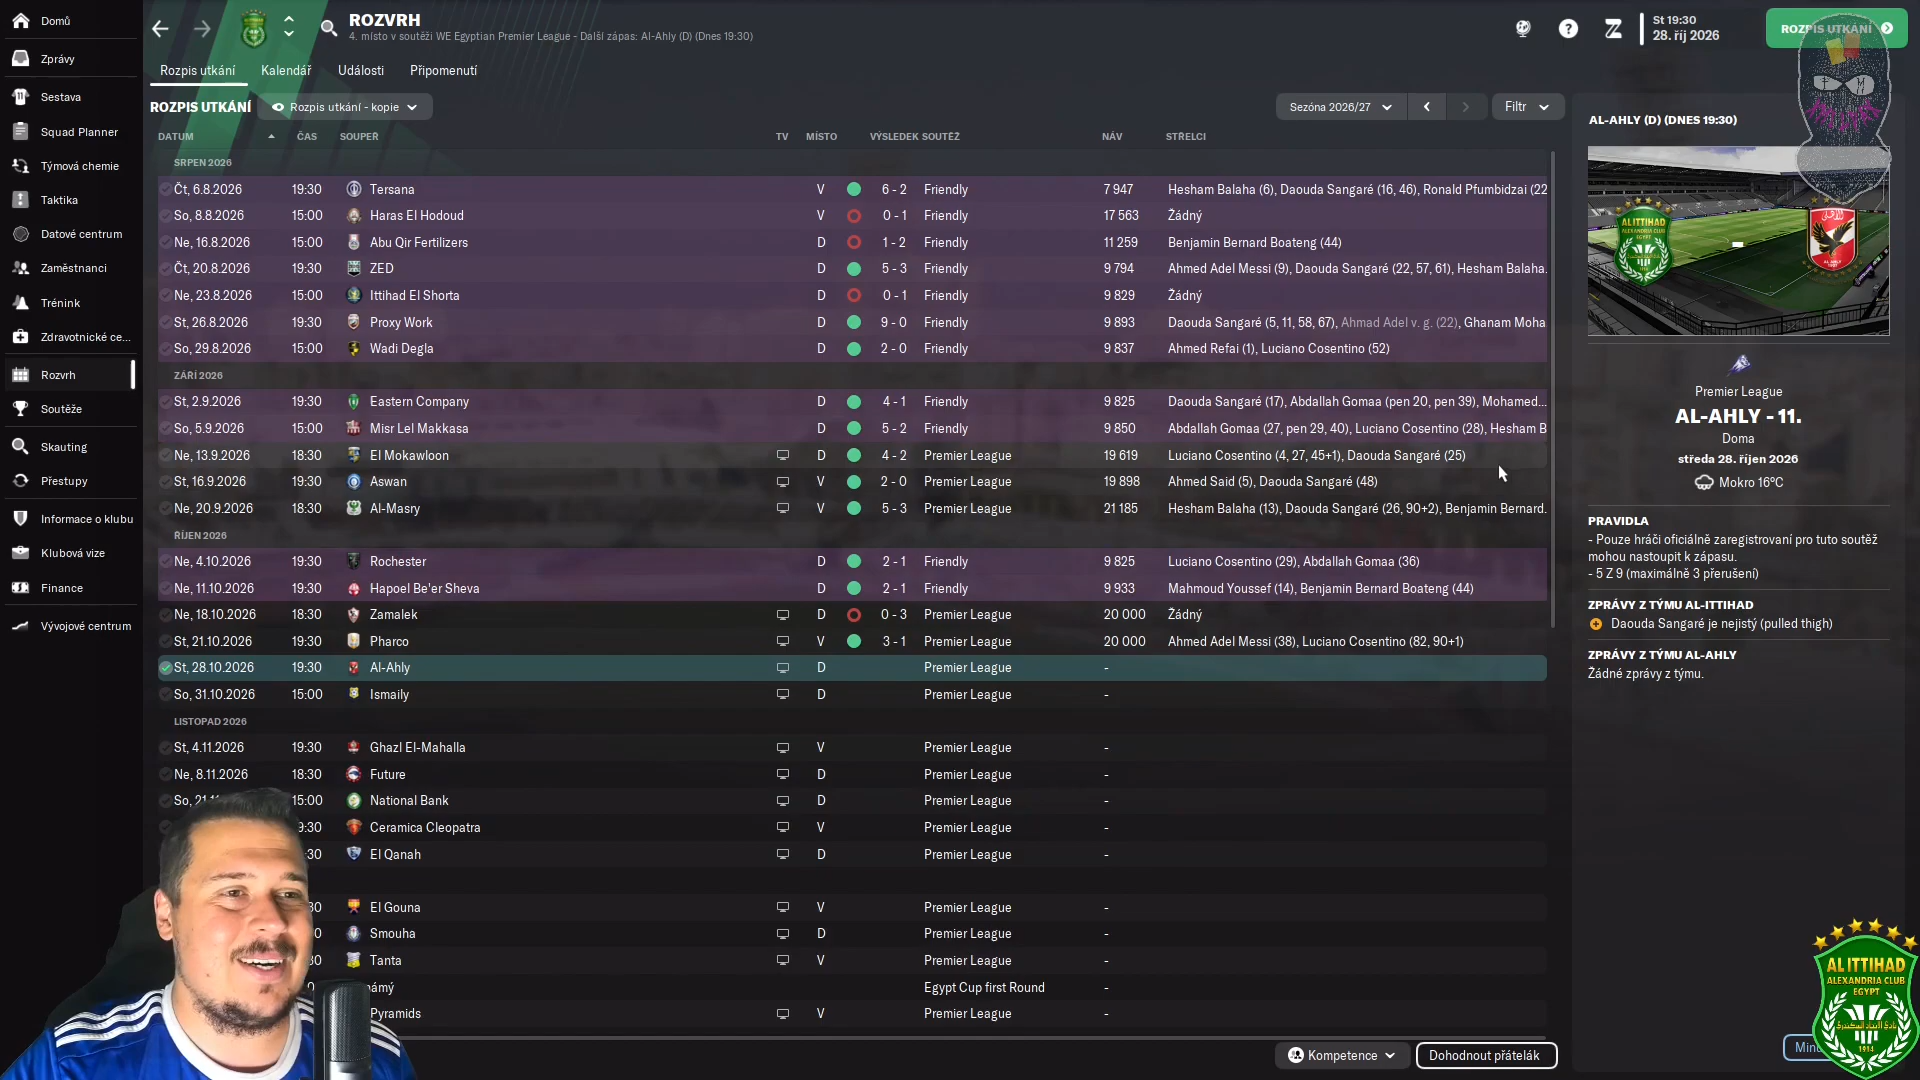 Domů
Zprávy
Sestava
Squad Planner
Týmová chemie
Taktika
Datové centrum
Zaměstnanci
Trénink
Zdravotnické ce...
Rozvrh
Soutěže
Skauting
Přestupy
Informace o klubu
Klubová vize
Finance
Vývojové centrum
ROZVRH
4. místo v soutěži WE Egyptian Premier League - Další zápas: Al-Ahly (D) (Dnes 19:30)
St 19:30
28. říj 2026
ROZPIS UTKÁNÍ
Rozpis utkání Kalendář Události Připomenutí
ROZPIS UTKÁNÍ Rozpis utkání - kopie Sezóna 2026/27 Filtr
DATUM ČAS SOUPEŘ TV MÍSTO VÝSLEDEK SOUTĚŽ NÁV STŘELCI
SRPEN 2026
Čt, 6.8.2026 19:30 Tersana V 6 - 2 Friendly 7 947 Hesham Balaha (6), Daouda Sangaré (16, 46), Ronald Pfumbidzai (22
So, 8.8.2026 15:00 Haras El Hodoud V 0 - 1 Friendly 17 563 Žádný
Ne, 16.8.2026 15:00 Abu Qir Fertilizers D 1 - 2 Friendly 11 259 Benjamin Bernard Boateng (44)
Čt, 20.8.2026 19:30 ZED D 5 - 3 Friendly 9 794 Ahmed Adel Messi (9), Daouda Sangaré (22, 57, 61), Hesham Balaha.
Ne, 23.8.2026 15:00 Ittihad El Shorta D 0 - 1 Friendly 9 829 Žádný
St, 26.8.2026 19:30 Proxy Work D 9 - 0 Friendly 9 893 Daouda Sangaré (5, 11, 58, 67), Ahmad Adel v. g. (22), Ghanam Moha
So, 29.8.2026 15:00 Wadi Degla D 2 - 0 Friendly 9 837 Ahmed Refai (1), Luciano Cosentino (52)
ZÁŘÍ 2026
St, 2.9.2026 19:30 Eastern Company D 4 - 1 Friendly 9 825 Daouda Sangaré (17), Abdallah Gomaa (pen 20, pen 39), Mohamed...
So, 5.9.2026 15:00 Misr Lel Makkasa D 5 - 2 Friendly 9 850 Abdallah Gomaa (27, pen 29, 40), Luciano Cosentino (28), Hesham B
Ne, 13.9.2026 18:30 El Mokawloon D 4 - 2 Premier League 19 619 Luciano Cosentino (4, 27, 45+1), Daouda Sangaré (25)
St, 16.9.2026 19:30 Aswan V 2 - 0 Premier League 19 898 Ahmed Said (5), Daouda Sangaré (48)
Ne, 20.9.2026 18:30 Al-Masry V 5 - 3 Premier League 21 185 Hesham Balaha (13), Daouda Sangaré (26, 90+2), Benjamin Bernard.
ŘÍJEN 2026
Ne, 4.10.2026 19:30 Rochester D 2 - 1 Friendly 9 825 Luciano Cosentino (29), Abdallah Gomaa (36)
Ne, 11.10.2026 19:30 Hapoel Be'er Sheva D 2 - 1 Friendly 9 933 Mahmoud Youssef (14), Benjamin Bernard Boateng (44)
Ne, 18.10.2026 18:30 Zamalek D 0 - 3 Premier League 20 000 Žádný
St, 21.10.2026 19:30 Pharco V 3 - 1 Premier League 20 000 Ahmed Adel Messi (38), Luciano Cosentino (82, 90+1)
St, 28.10.2026 19:30 Al-Ahly D Premier League -
So, 31.10.2026 15:00 Ismaily D Premier League -
LISTOPAD 2026
St, 4.11.2026 19:30 Ghazl El-Mahalla V Premier League -
Ne, 8.11.2026 18:30 Future D Premier League -
So, 21 15:00 National Bank D Premier League -
9:30 Ceramica Cleopatra V Premier League -
:30 El Qanah D Premier League -
30 El Gouna V Premier League -
0 Smouha D Premier League -
30 Tanta V Premier League -
ámý Egypt Cup first Round -
Pyramids V Premier League -
Kompetence Dohodnout přátelák
AL-AHLY (D) (DNES 19:30)
ALITTIHAD
ALEXANDRIA CLUB
EGYPT
Premier League
AL-AHLY - 11.
Doma
středa 28. říjen 2026
Mokro 16°C
PRAVIDLA
- Pouze hráči oficiálně zaregistrovaní pro tuto soutěž
mohou nastoupit k zápasu.
- 5 Z 9 (maximálně 3 přerušení)
ZPRÁVY Z TÝMU AL-ITTIHAD
Daouda Sangaré je nejistý (pulled thigh)
ZPRÁVY Z TÝMU AL-AHLY
Žádné zprávy z týmu.
ALITTIHAD
ALEXANDRIA CLUB
EGYPT
1914